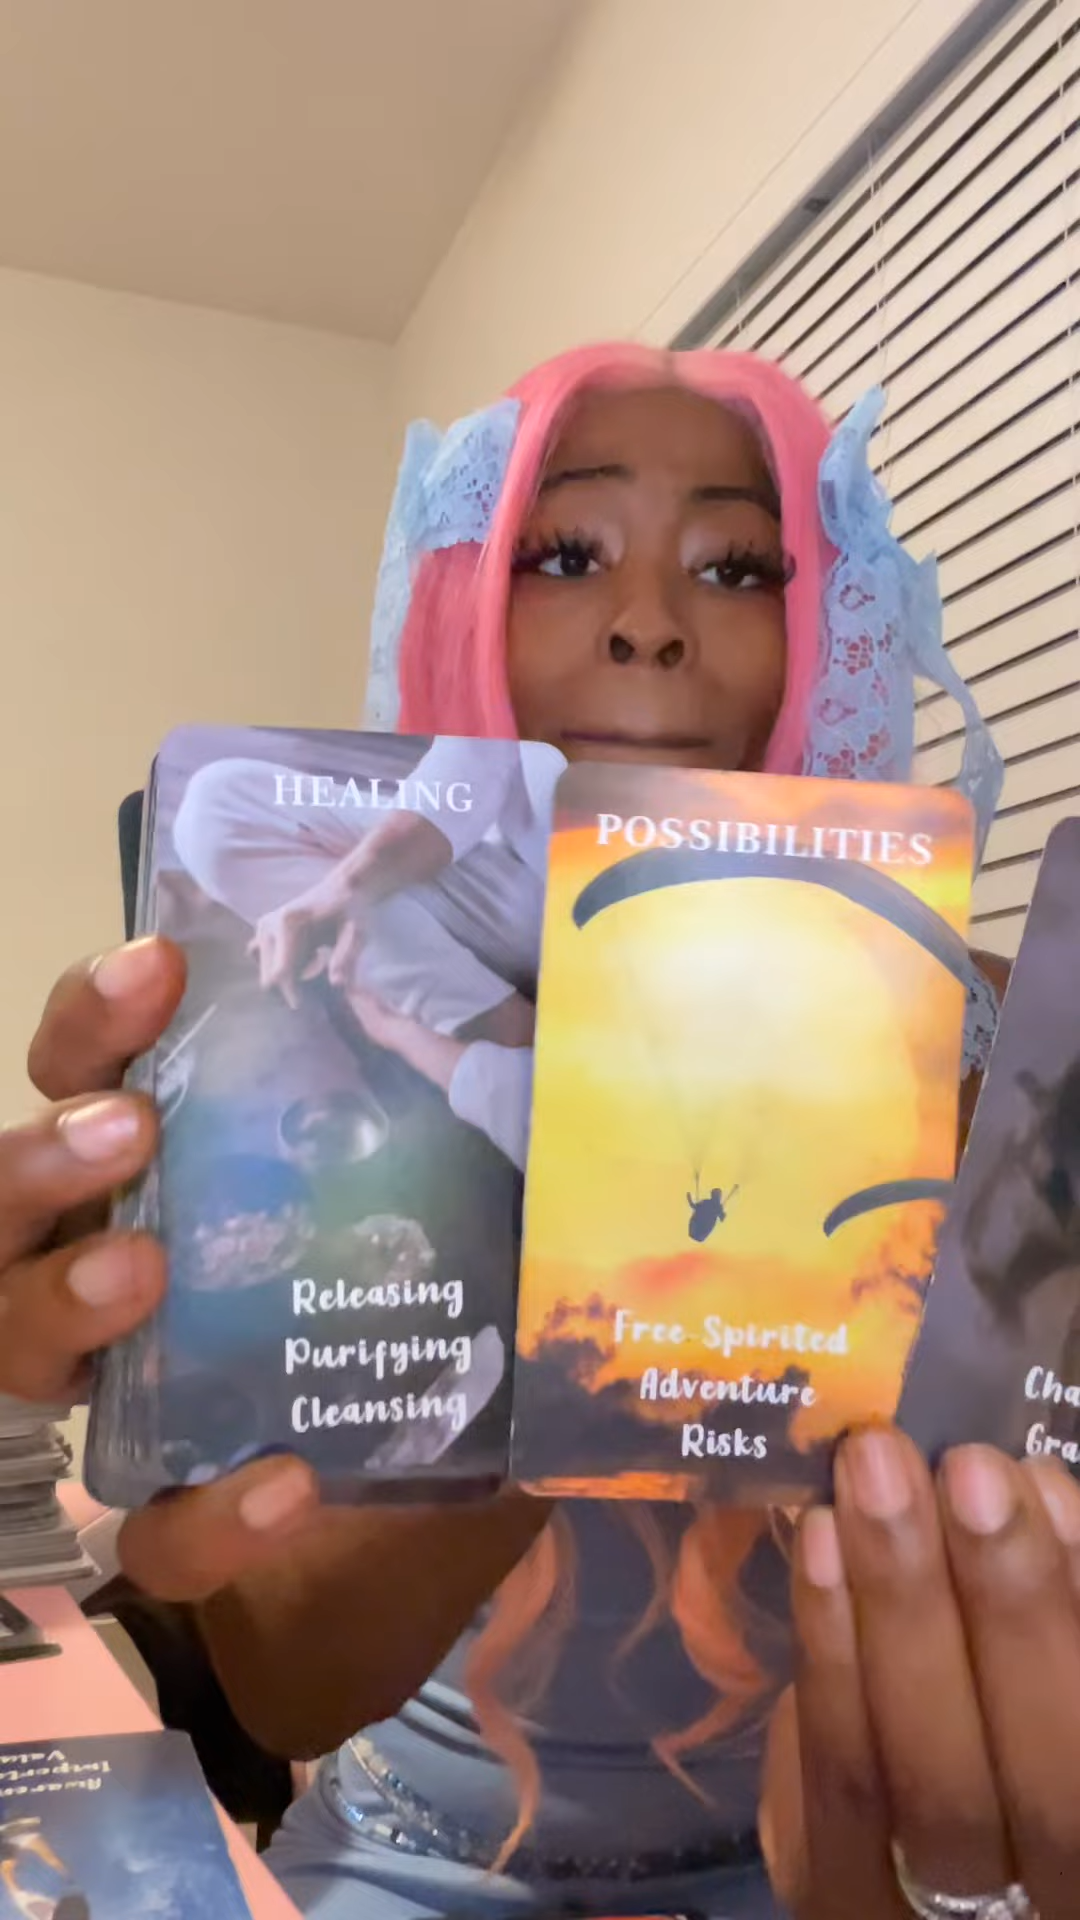 HEALING
Releasing
Purifying
Cleansing
POSSIBILITIES
Free-Spirited
Adventure
Risks